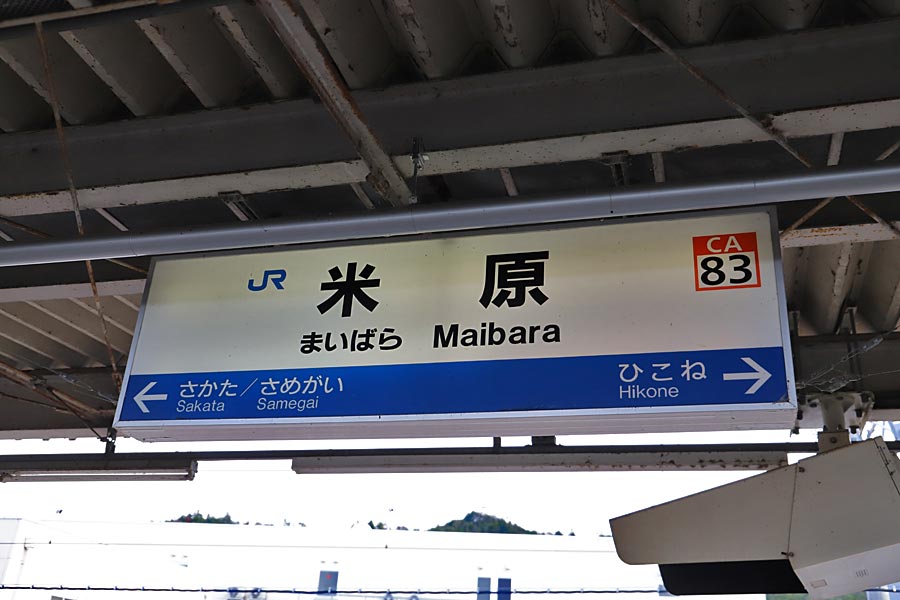 JR 米原
CA
83
まいばら Maibara
← さかた／さめがい
Sakata Samegai
ひこね →
Hikone